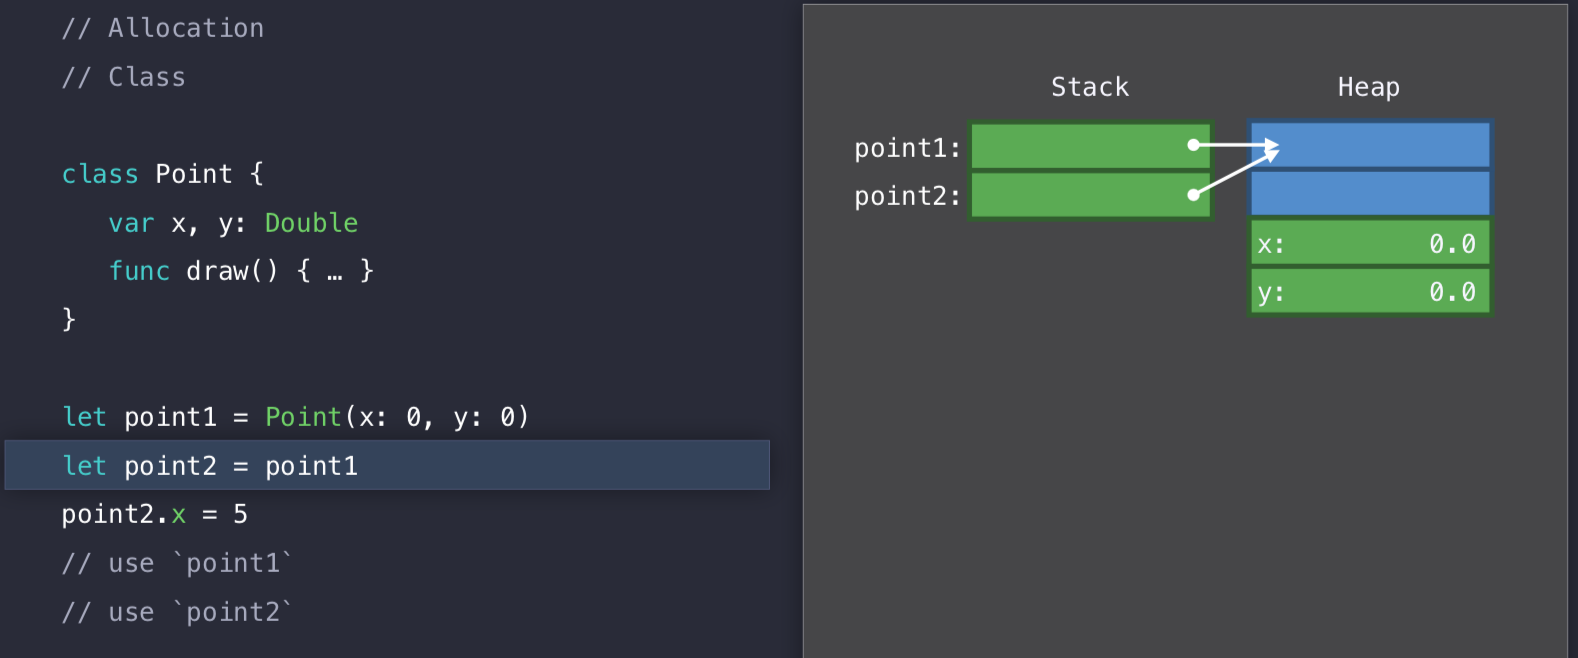 // Allocation
// Class
class Point {
var x, y: Double
func draw() { … }
}
let point1 = Point(x: 0, y: 0)
let point2 = point1
point2.x = 5
// use `point1`
// use `point2`
Stack Heap
point1:
point2:
x: 0.0
y: 0.0